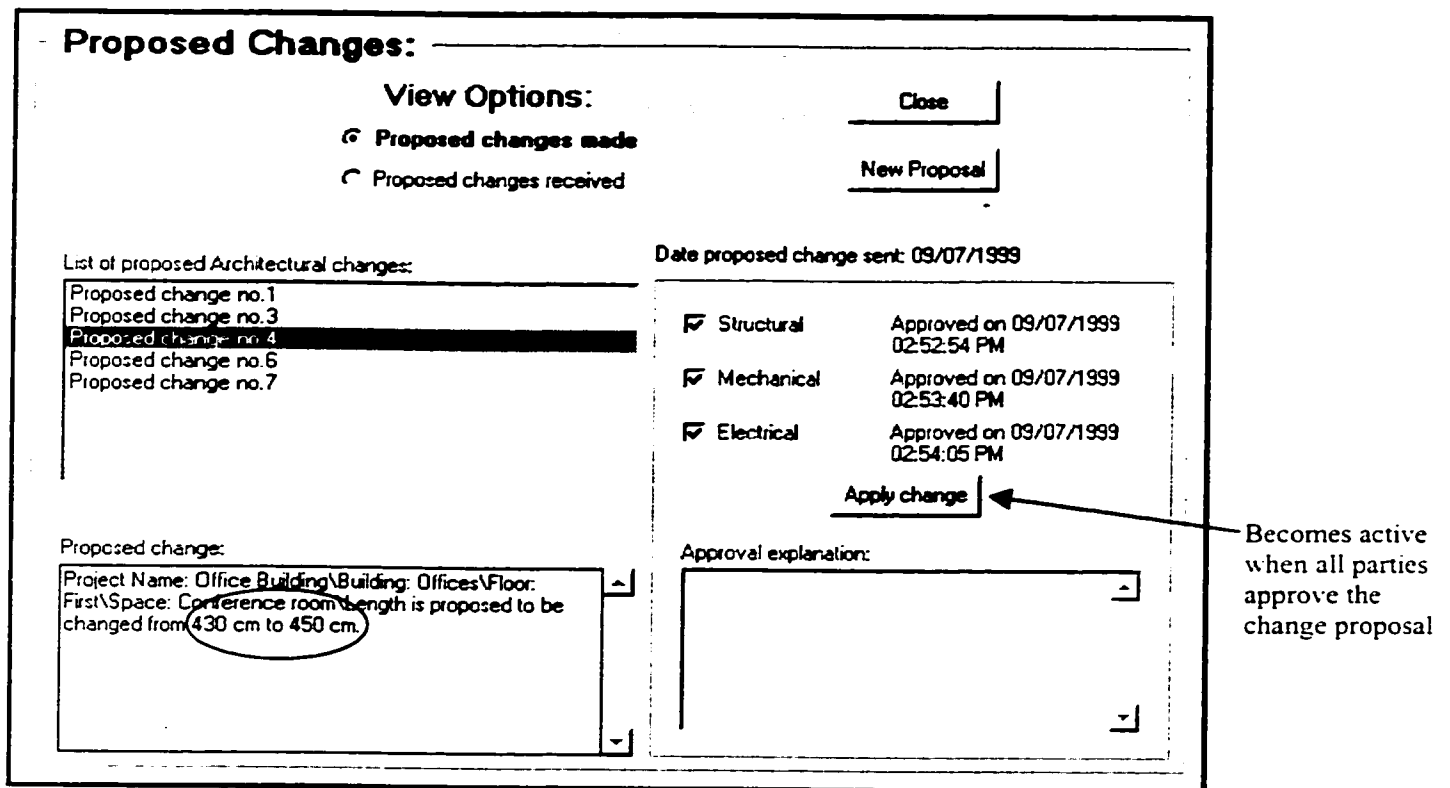 Proposed Changes:
View Options:
Proposed changes made
Proposed changes received
Close
New Proposal
List of proposed Architectural changes:
Proposed change no.1
Proposed change no.3
Proposed change no.4
Proposed change no.6
Proposed change no.7
Date proposed change sent: 09/07/1999
Structural Approved on 09/07/1999
02:52:54 PM
Mechanical Approved on 09/07/1999
02:53:40 PM
Electrical Approved on 09/07/1999
02:54:05 PM
Apply change
Becomes active
when all parties
approve the
change proposal
Proposed change:
Project Name: Office Building\Building: Offices\Floor:
First\Space: Conference room\Length is proposed to be
changed from 430 cm to 450 cm.
Approval explanation: